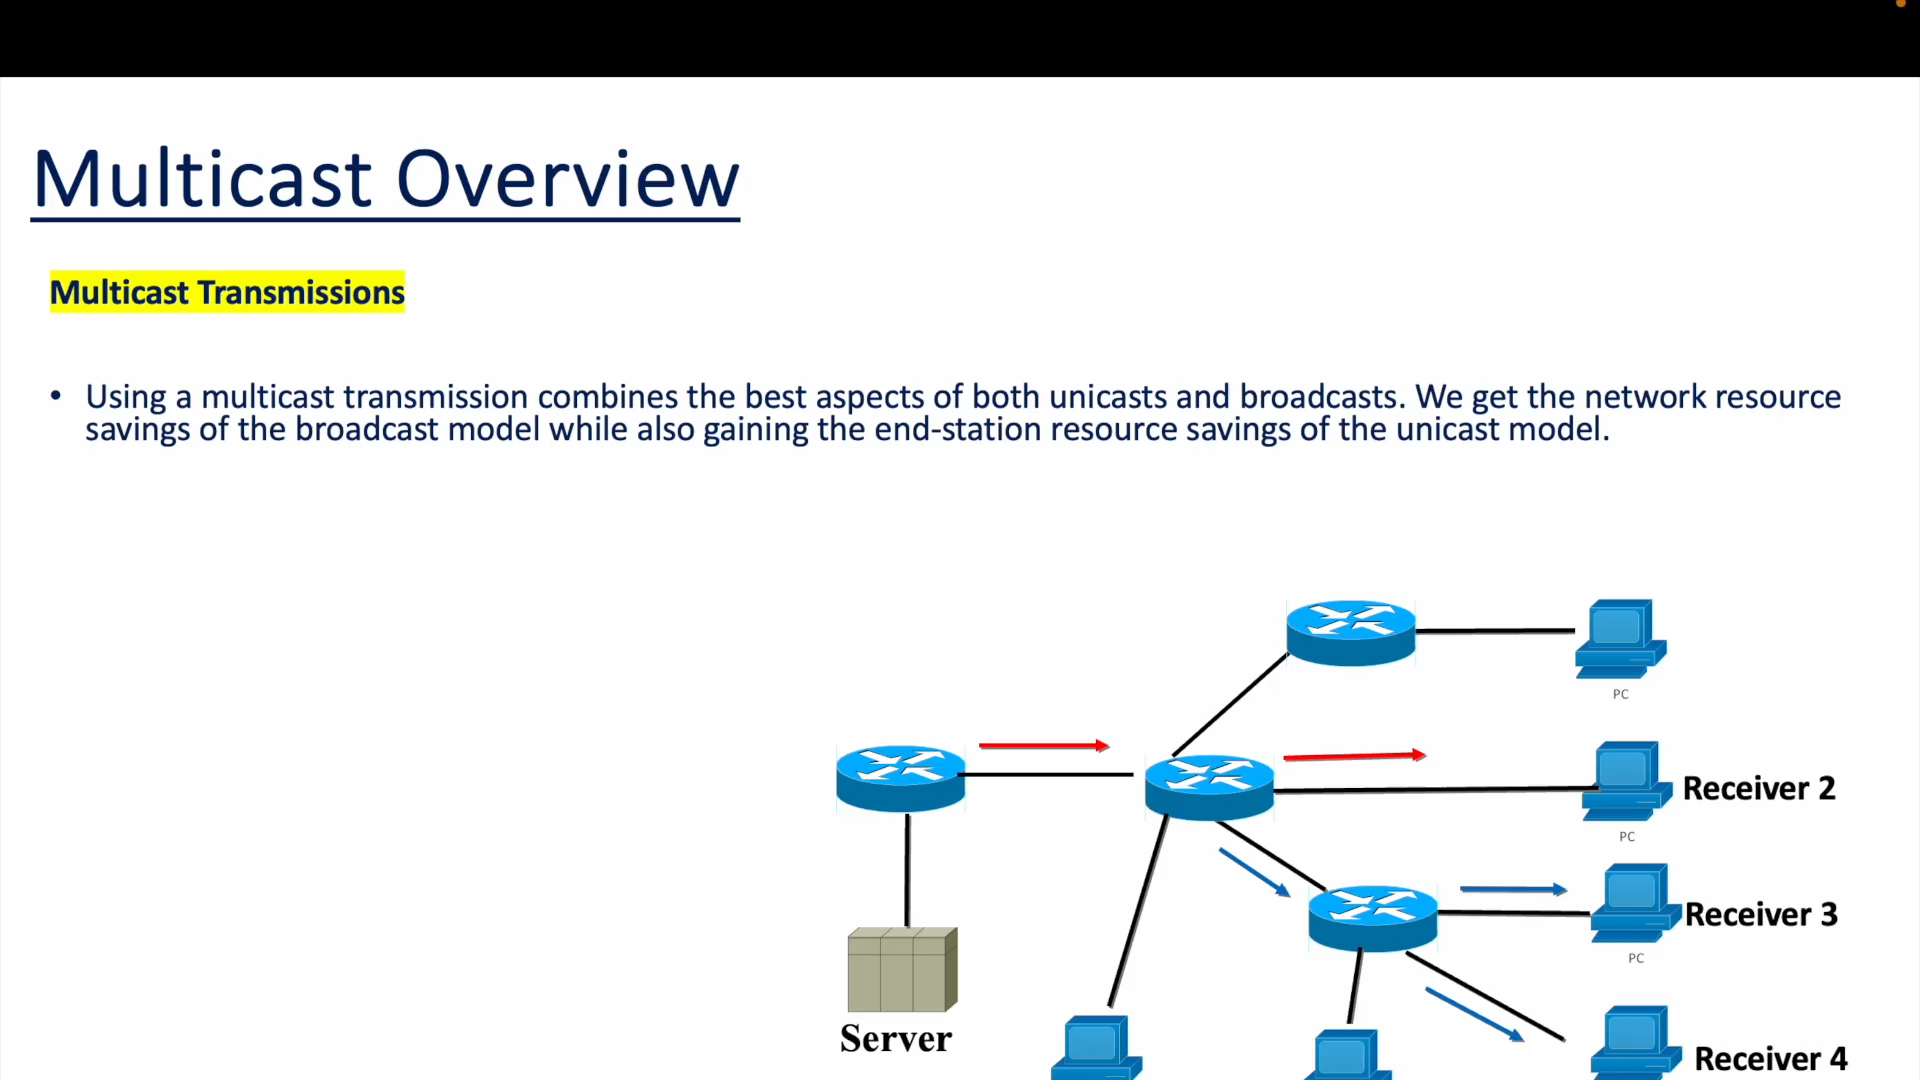 Multicast Overview
Multicast Transmissions
• Using a multicast transmission combines the best aspects of both unicasts and broadcasts. We get the network resource
savings of the broadcast model while also gaining the end-station resource savings of the unicast model.
PC
Receiver 2
PC
Receiver 3
PC
Server
Receiver 4